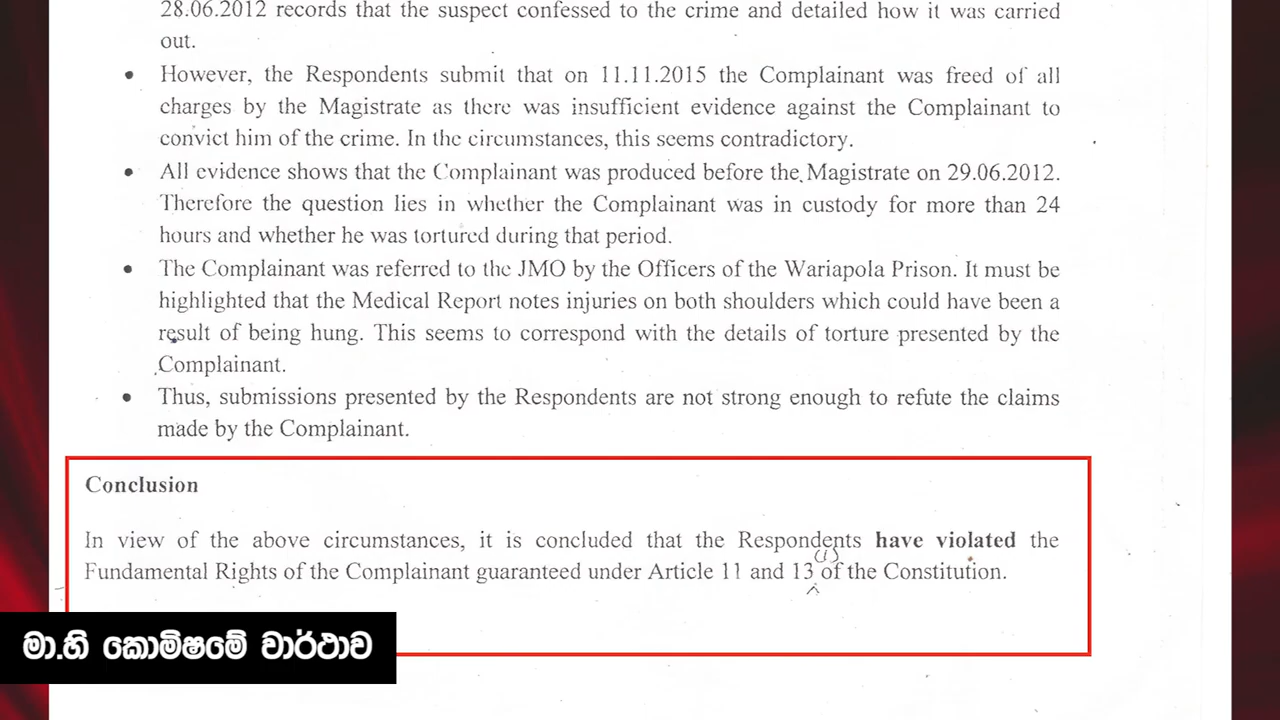 28.06.2012 records that the suspect confessed to the crime and detailed how it was carried
out.
• However, the Respondents submit that on 11.11.2015 the Complainant was freed of all
charges by the Magistrate as there was insufficient evidence against the Complainant to
convict him of the crime. In the circumstances, this seems contradictory.
• All evidence shows that the Complainant was produced before the Magistrate on 29.06.2012.
Therefore the question lies in whether the Complainant was in custody for more than 24
hours and whether he was tortured during that period.
• The Complainant was referred to the JMO by the Officers of the Wariapola Prison. It must be
highlighted that the Medical Report notes injuries on both shoulders which could have been a
result of being hung. This seems to correspond with the details of torture presented by the
Complainant.
• Thus, submissions presented by the Respondents are not strong enough to refute the claims
made by the Complainant.
Conclusion
In view of the above circumstances, it is concluded that the Respondents have violated the
Fundamental Rights of the Complainant guaranteed under Article 11 and 13 (1) of the Constitution.
මා.හි කොමිෂමේ වාර්ථාව